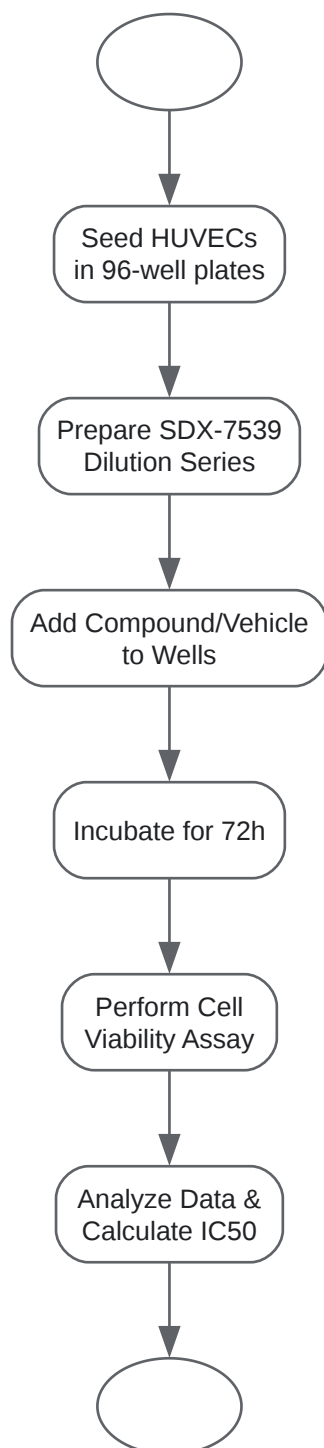 Seed HUVECs
in 96-well plates
Prepare SDX-7539
Dilution Series
Add Compound/Vehicle
to Wells
Incubate for 72h
Perform Cell
Viability Assay
Analyze Data &
Calculate IC50